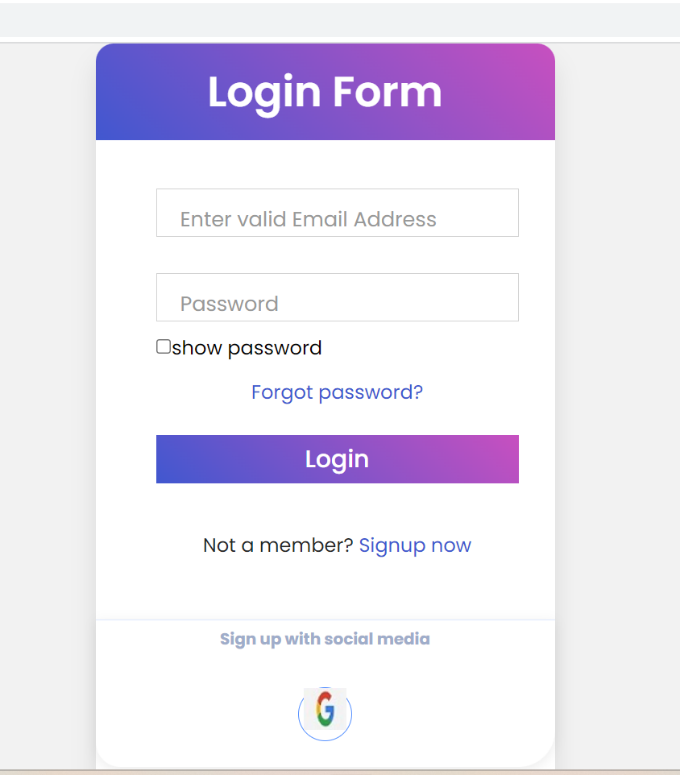 Login Form
Enter valid Email Address
Password
show password
Forgot password?
Login
Not a member? Signup now
Sign up with social media
G